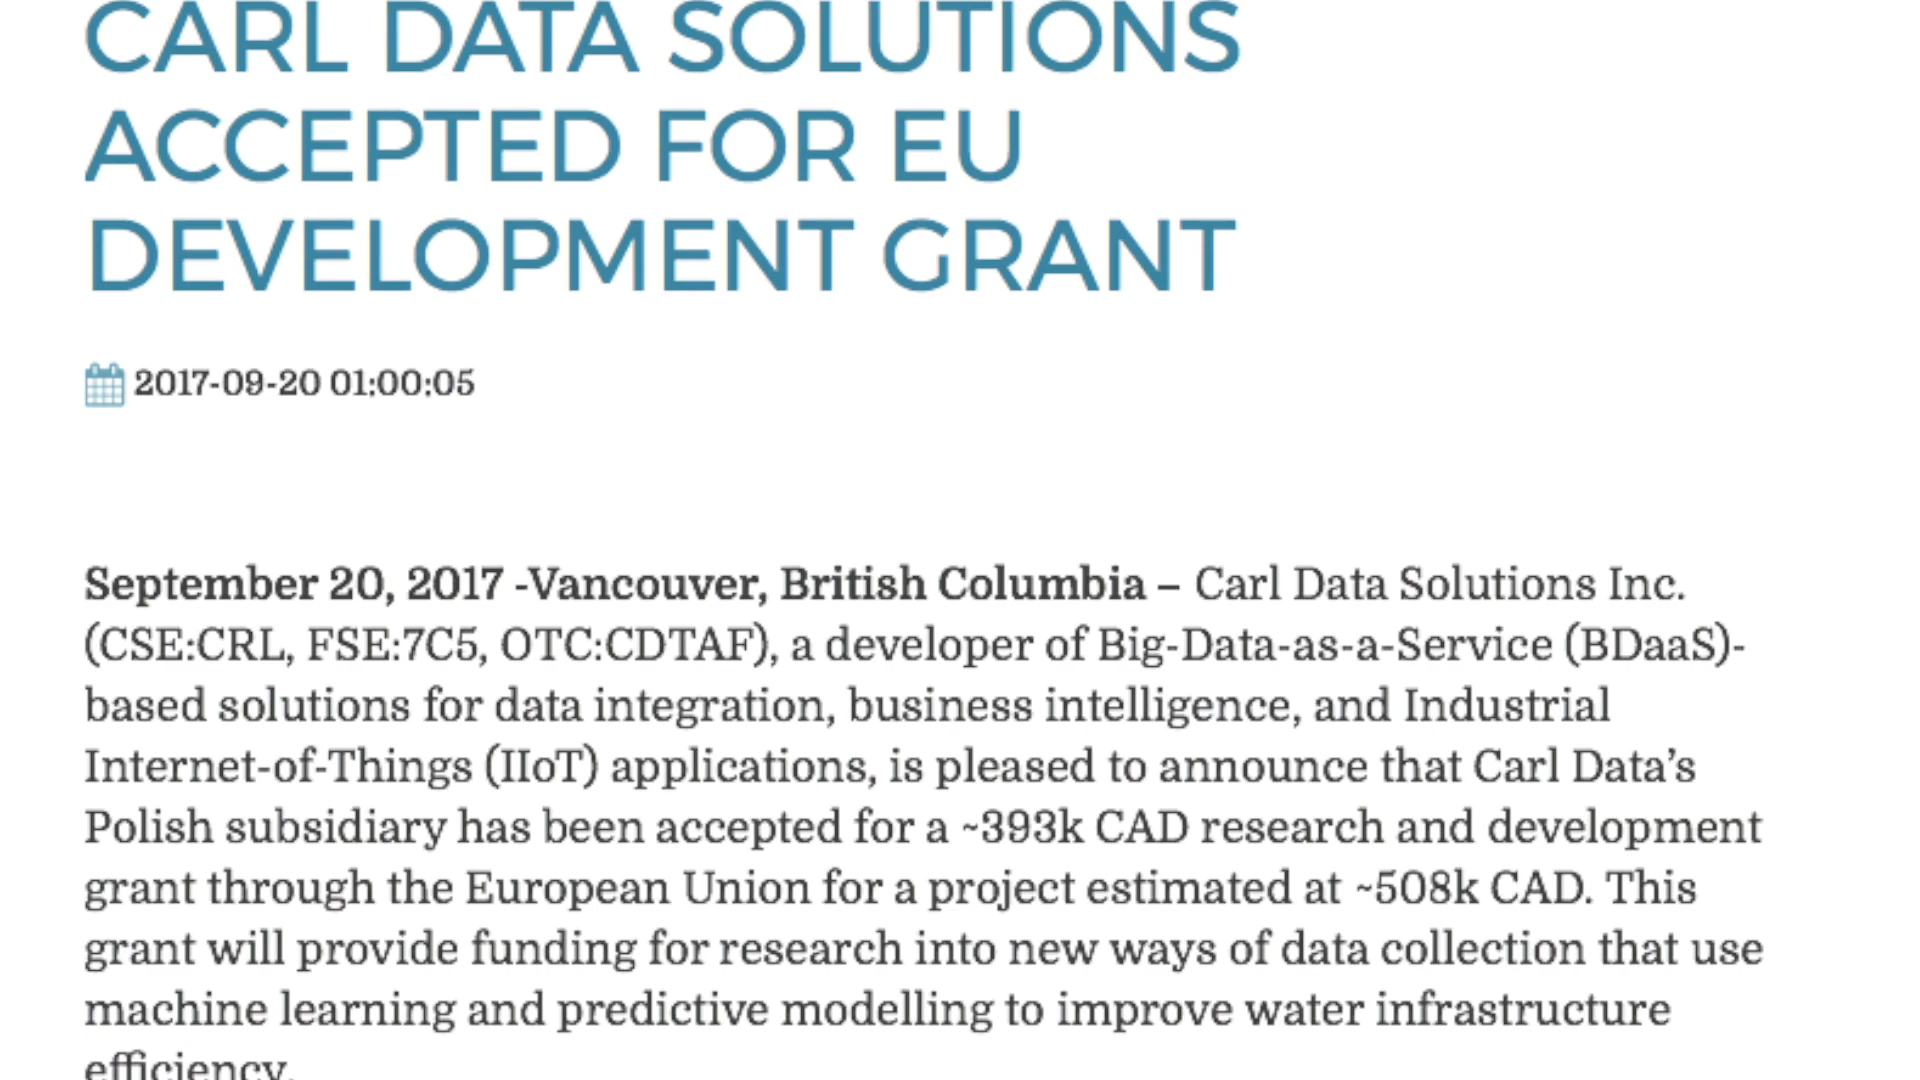 CARL DATA SOLUTIONS
ACCEPTED FOR EU
DEVELOPMENT GRANT
2017-09-20 01:00:05
September 20, 2017 -Vancouver, British Columbia – Carl Data Solutions Inc.
(CSE:CRL, FSE:7C5, OTC:CDTAF), a developer of Big-Data-as-a-Service (BDaaS)-
based solutions for data integration, business intelligence, and Industrial
Internet-of-Things (IIoT) applications, is pleased to announce that Carl Data’s
Polish subsidiary has been accepted for a ~393k CAD research and development
grant through the European Union for a project estimated at ~508k CAD. This
grant will provide funding for research into new ways of data collection that use
machine learning and predictive modelling to improve water infrastructure
efficiency.